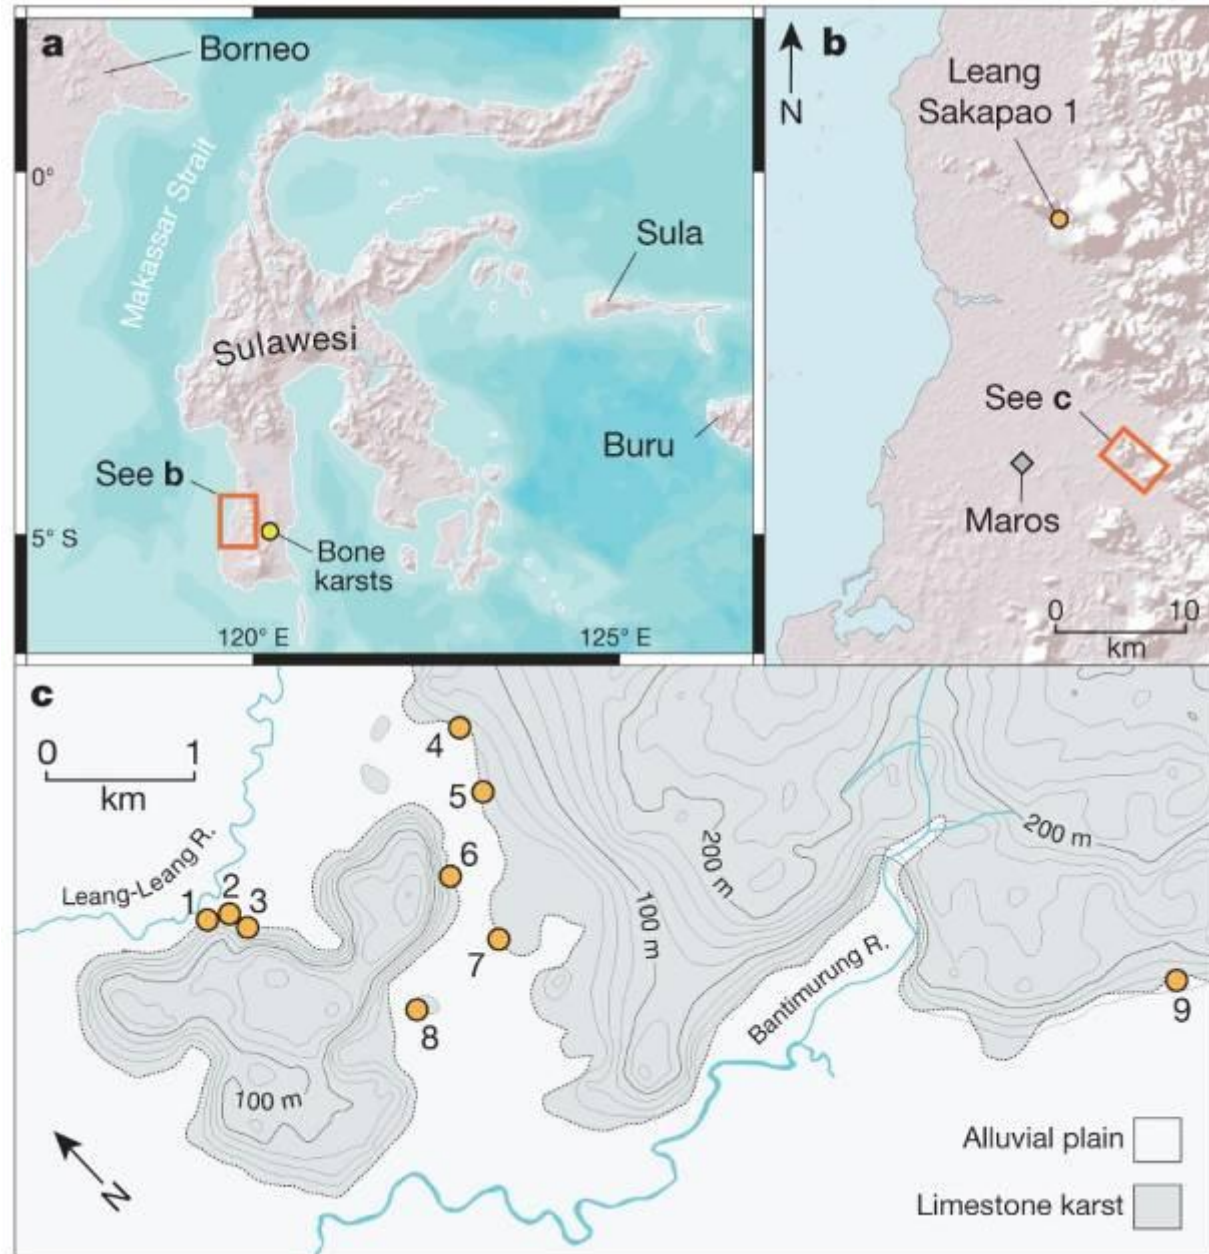 a
Borneo
Makassar Strait
0°
Sula
Sulawesi
Buru
See b
5° S
Bone
karsts
120° E
125° E
b
N
Leang
Sakapao 1
See c
Maros
0 10
km
c
0 1
km
4
5
6
Leang-Leang R.
1 2 3
7
8
9
200 m
200 m
100 m
Bantimurung R.
100 m
N
Alluvial plain
Limestone karst